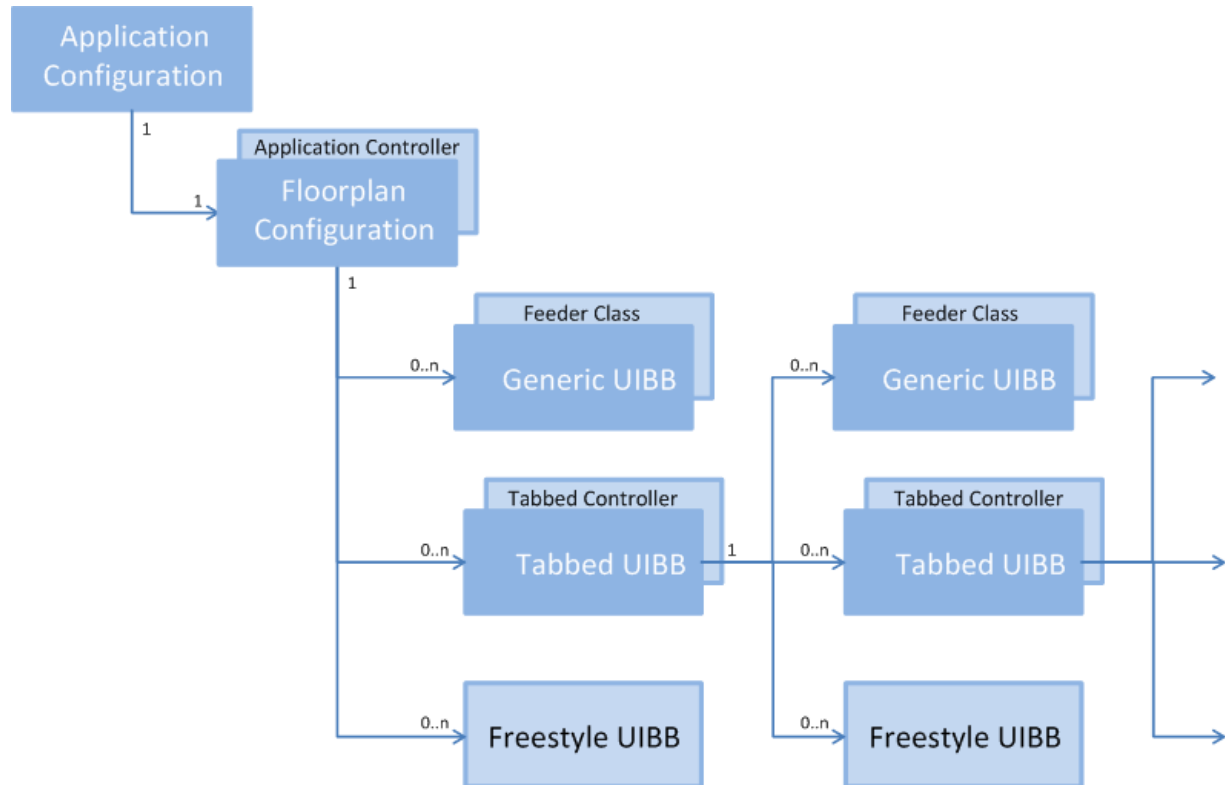 Application
Configuration
1
Application Controller
1
Floorplan
Configuration
1
Feeder Class
Feeder Class
0..n
Generic UIBB
0..n
Generic UIBB
Tabbed Controller
Tabbed Controller
0..n
Tabbed UIBB
1
0..n
Tabbed UIBB
0..n
Freestyle UIBB
0..n
Freestyle UIBB